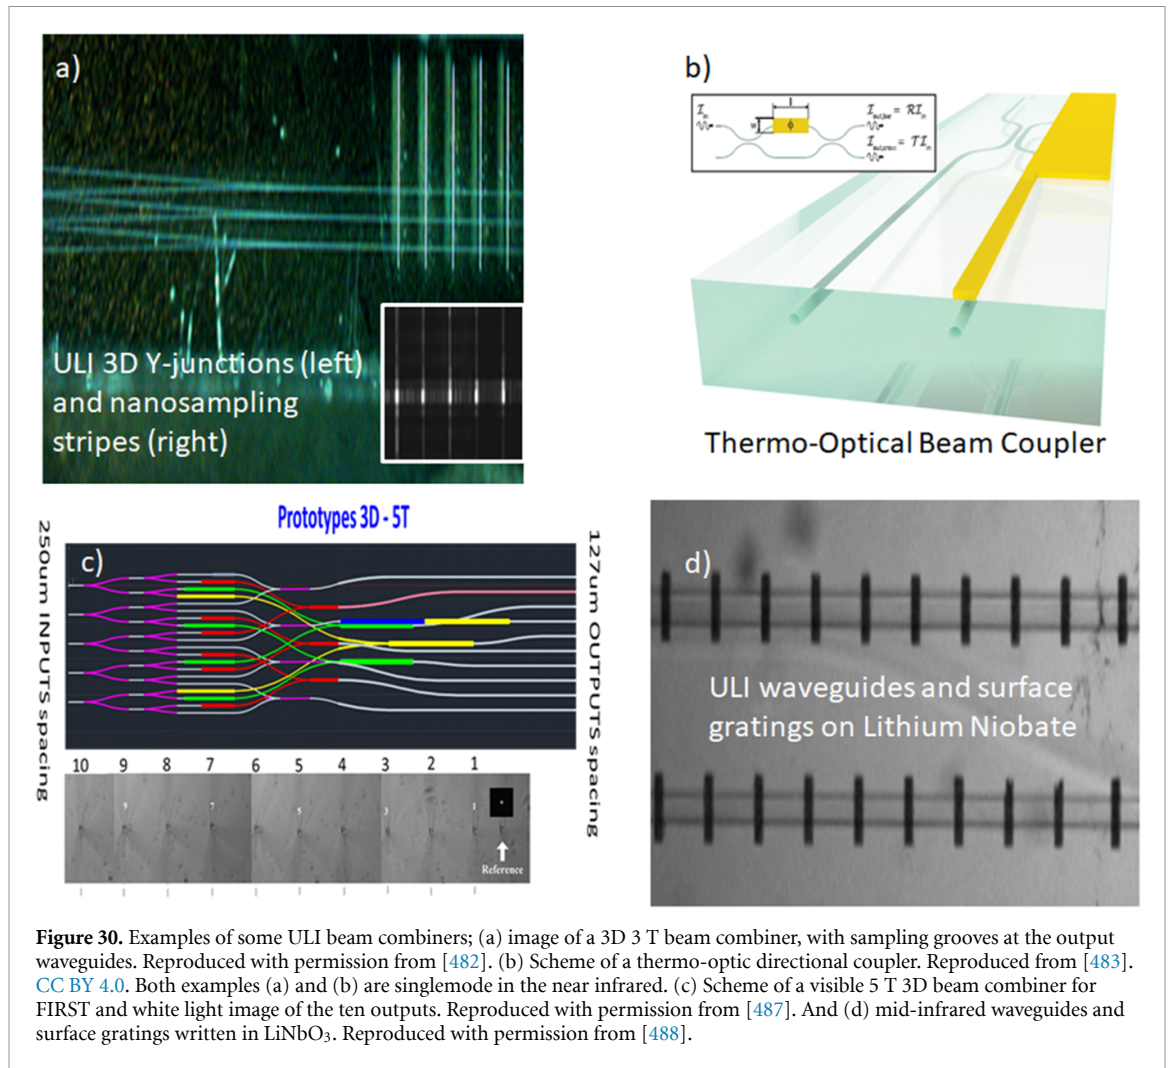 a)
ULI 3D Y-junctions (left)
and nanosampling
stripes (right)
b)
l
w
ϕ
Thermo-Optical Beam Coupler
Prototypes 3D - 5T
250um INPUTS spacing
c)
127um OUTPUTS spacing
10 9 8 7 6 5 4 3 2 1
9 7 5 3 1
Reference
d)
ULI waveguides and surface
gratings on Lithium Niobate
Figure 30. Examples of some ULI beam combiners; (a) image of a 3D 3 T beam combiner, with sampling grooves at the output
waveguides. Reproduced with permission from [482]. (b) Scheme of a thermo-optic directional coupler. Reproduced from [483].
CC BY 4.0. Both examples (a) and (b) are singlemode in the near infrared. (c) Scheme of a visible 5 T 3D beam combiner for
FIRST and white light image of the ten outputs. Reproduced with permission from [487]. And (d) mid-infrared waveguides and
surface gratings written in LiNbO₃. Reproduced with permission from [488].